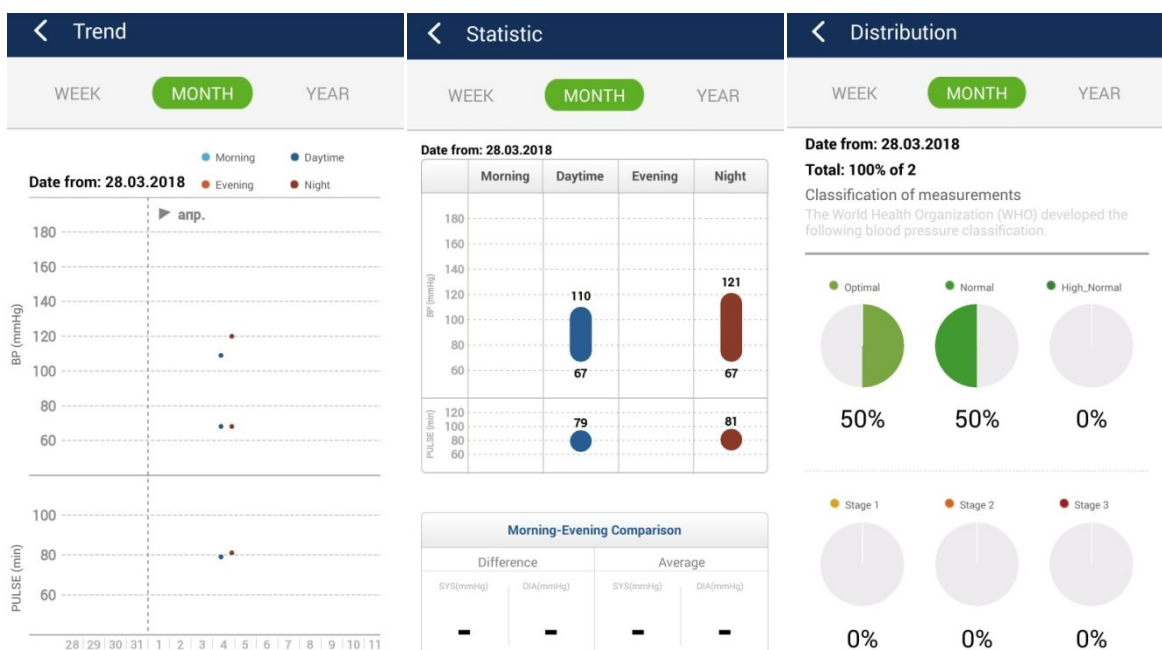 Trend
WEEK MONTH YEAR
Morning Daytime
Date from: 28.03.2018 Evening Night
апр.
180
160
140
120
100
80
60
BP (mmHg)
100
80
60
PULSE (min)
28 29 30 31 1 2 3 4 5 6 7 8 9 10 11
Statistic
WEEK MONTH YEAR
Date from: 28.03.2018
Morning Daytime Evening Night
180
160
140
120
100
80
60
BP (mmHg)
110
67
121
67
120
100
80
60
PULSE (min)
79
81
Morning-Evening Comparison
Difference Average
SYS(mmHg) DIA(mmHg) SYS(mmHg) DIA(mmHg)
- - - -
Distribution
WEEK MONTH YEAR
Date from: 28.03.2018
Total: 100% of 2
Classification of measurements
The World Health Organization (WHO) developed the
following blood pressure classification.
Optimal Normal High_Normal
50% 50% 0%
Stage 1 Stage 2 Stage 3
0% 0% 0%